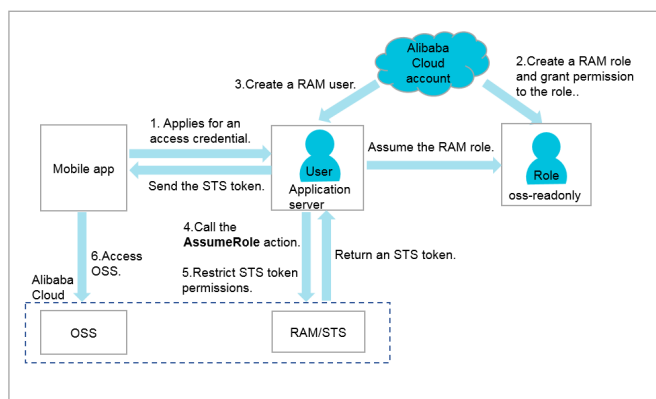 Alibaba
Cloud
account
2.Create a RAM role
and grant permission
to the role..
3.Create a RAM user.
1. Applies for an
access credential.
Mobile app
User
Application
server
Assume the RAM role.
Role
oss-readonly
Send the STS token.
4.Call the
AssumeRole action.
5.Restrict STS token
permissions.
Return an STS token.
6.Access
OSS.
Alibaba
Cloud
OSS
RAM/STS